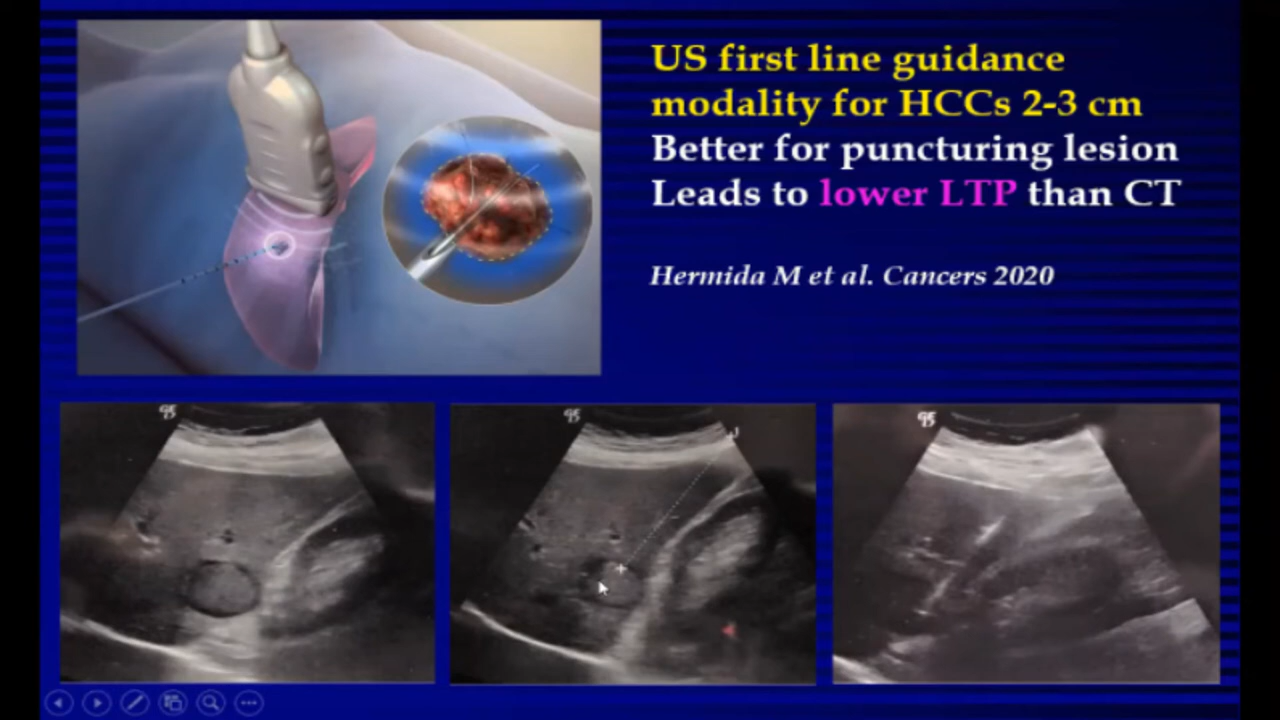 US first line guidance
modality for HCCs 2-3 cm
Better for puncturing lesion
Leads to lower LTP than CT
Hermida M et al. Cancers 2020